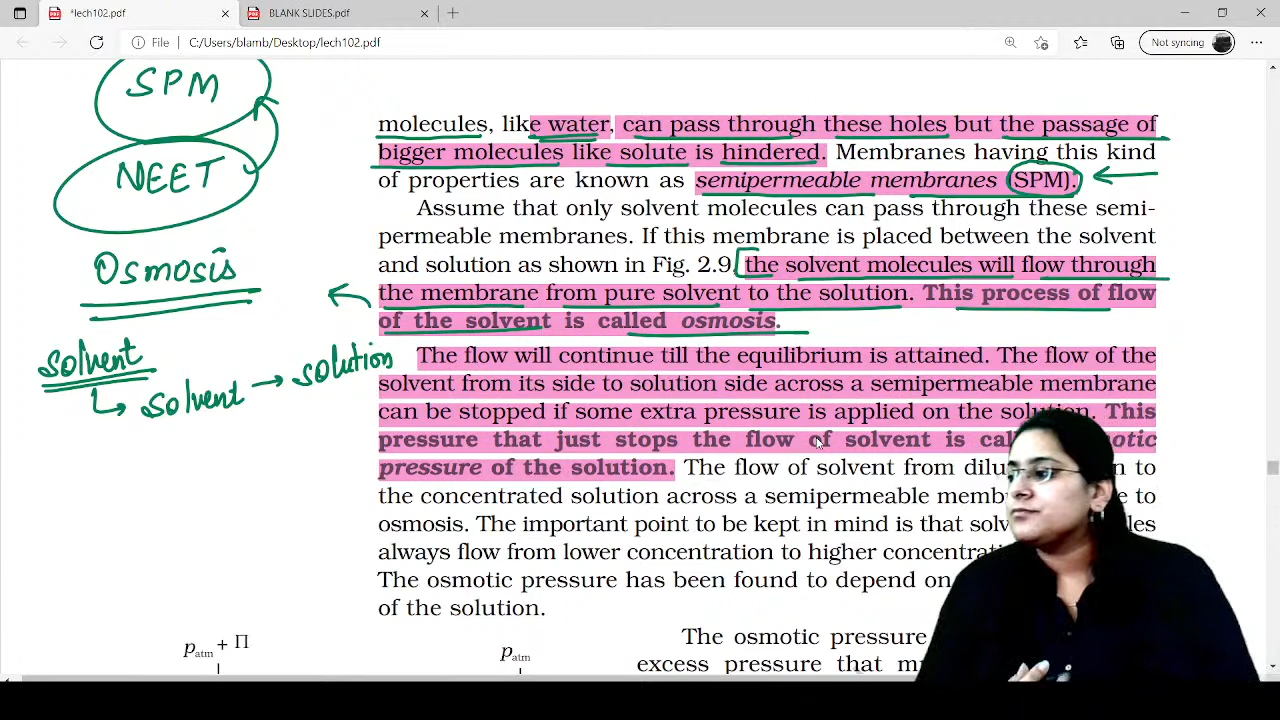 *lech102.pdf
BLANK SLIDES.pdf
File
C:/Users/blamb/Desktop/lech102.pdf
Not syncing
SPM
NEET
Osmosis
solvent
solvent → solution
molecules, like water, can pass through these holes but the passage of
bigger molecules like solute is hindered. Membranes having this kind
of properties are known as semipermeable membranes (SPM).
Assume that only solvent molecules can pass through these semi-
permeable membranes. If this membrane is placed between the solvent
and solution as shown in Fig. 2.9, the solvent molecules will flow through
the membrane from pure solvent to the solution. This process of flow
of the solvent is called osmosis.
The flow will continue till the equilibrium is attained. The flow of the
solvent from its side to solution side across a semipermeable membrane
can be stopped if some extra pressure is applied on the solution. This
pressure that just stops the flow of solvent is
pressure of the solution. The flow of solvent from to
the concentrated solution across a semipermeable to
osmosis. The important point to be kept in mind is that
always flow from lower concentration to higher
The osmotic pressure has been found to depend on
of the solution.
p atm + Π
p atm
The osmotic pressure
excess pressure that